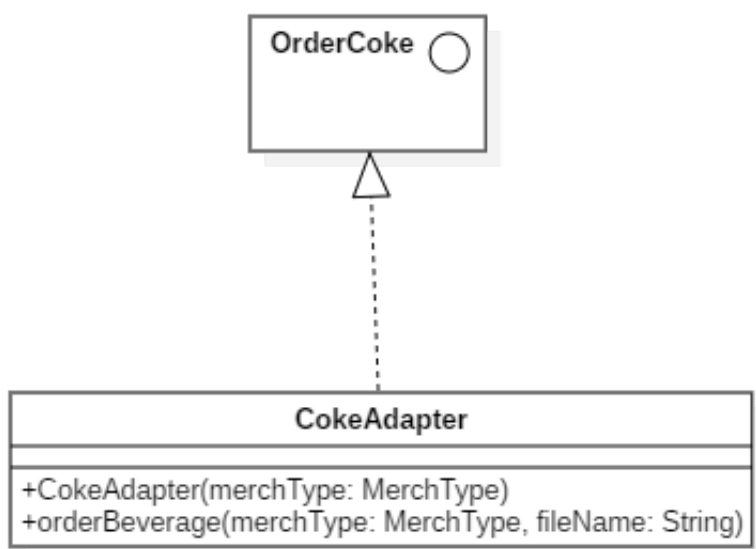 OrderCoke
CokeAdapter
+CokeAdapter(merchType: MerchType)
+orderBeverage(merchType: MerchType, fileName: String)